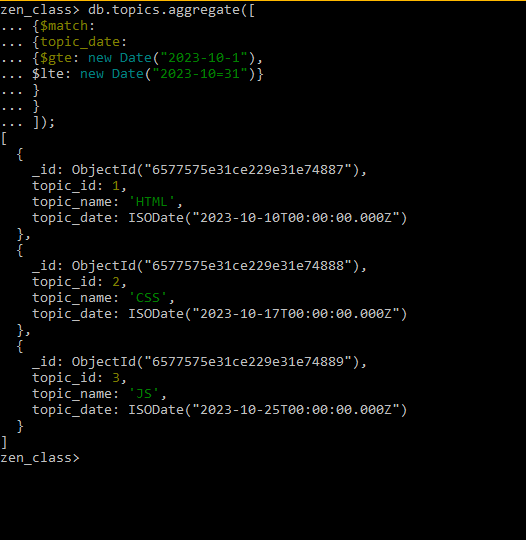 zen_class> db.topics.aggregate([
... {$match:
... {topic_date:
... {$gte: new Date("2023-10-1"),
... $lte: new Date("2023-10=31")}
... }
... }
... ]);
[
  {
    _id: ObjectId("6577575e31ce229e31e74887"),
    topic_id: 1,
    topic_name: 'HTML',
    topic_date: ISODate("2023-10-10T00:00:00.000Z")
  },
  {
    _id: ObjectId("6577575e31ce229e31e74888"),
    topic_id: 2,
    topic_name: 'CSS',
    topic_date: ISODate("2023-10-17T00:00:00.000Z")
  },
  {
    _id: ObjectId("6577575e31ce229e31e74889"),
    topic_id: 3,
    topic_name: 'JS',
    topic_date: ISODate("2023-10-25T00:00:00.000Z")
  }
]
zen_class>